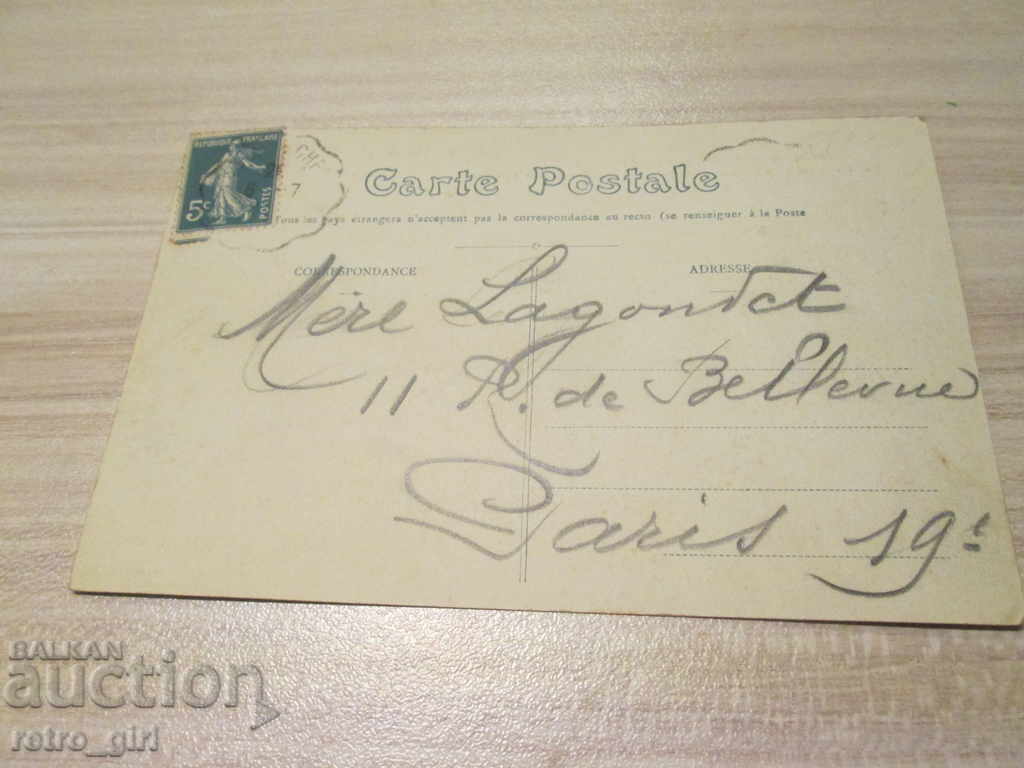 REPUBLIQUE FRANÇAISE
5c
POSTES
7
Carte Postale
Tous les pays étrangers n'acceptent pas la correspondance au recto (se renseigner à la Poste
CORRESPONDANCE
ADRESSE
Mère Lagondet
11 R. de Bellevue
Paris 19e
BALKAN
auction
retro_girl